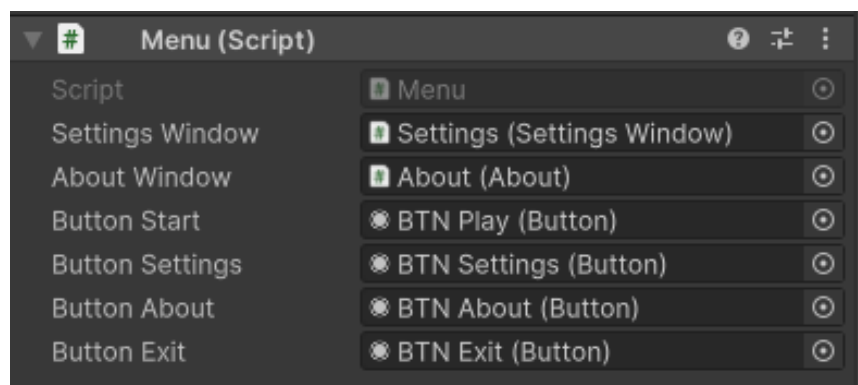 # Menu (Script)
Script # Menu
Settings Window # Settings (Settings Window)
About Window # About (About)
Button Start BTN Play (Button)
Button Settings BTN Settings (Button)
Button About BTN About (Button)
Button Exit BTN Exit (Button)